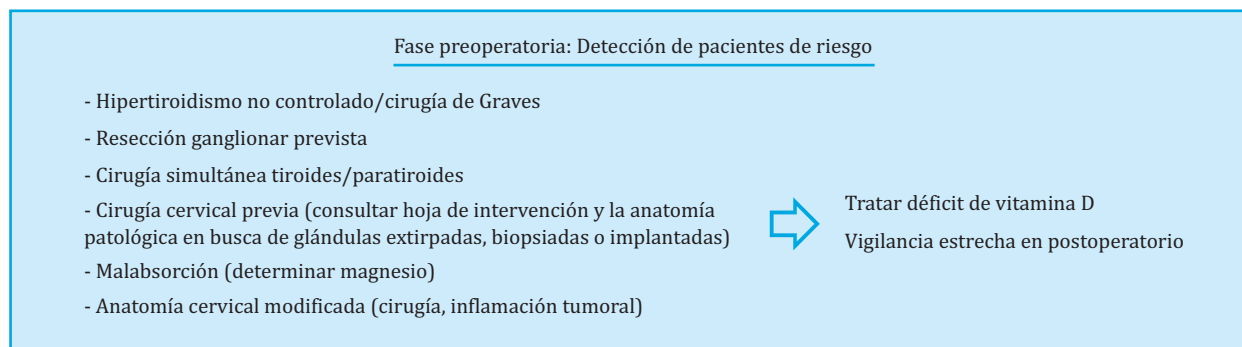 Fase preoperatoria: Detección de pacientes de riesgo
- Hipertiroidismo no controlado/cirugía de Graves
- Resección ganglionar prevista
- Cirugía simultánea tiroides/paratiroides
- Cirugía cervical previa (consultar hoja de intervención y la anatomía
patológica en busca de glándulas extirpadas, biopsiadas o implantadas)
- Malabsorción (determinar magnesio)
- Anatomía cervical modificada (cirugía, inflamación tumoral)
Tratar déficit de vitamina D
Vigilancia estrecha en postoperatorio